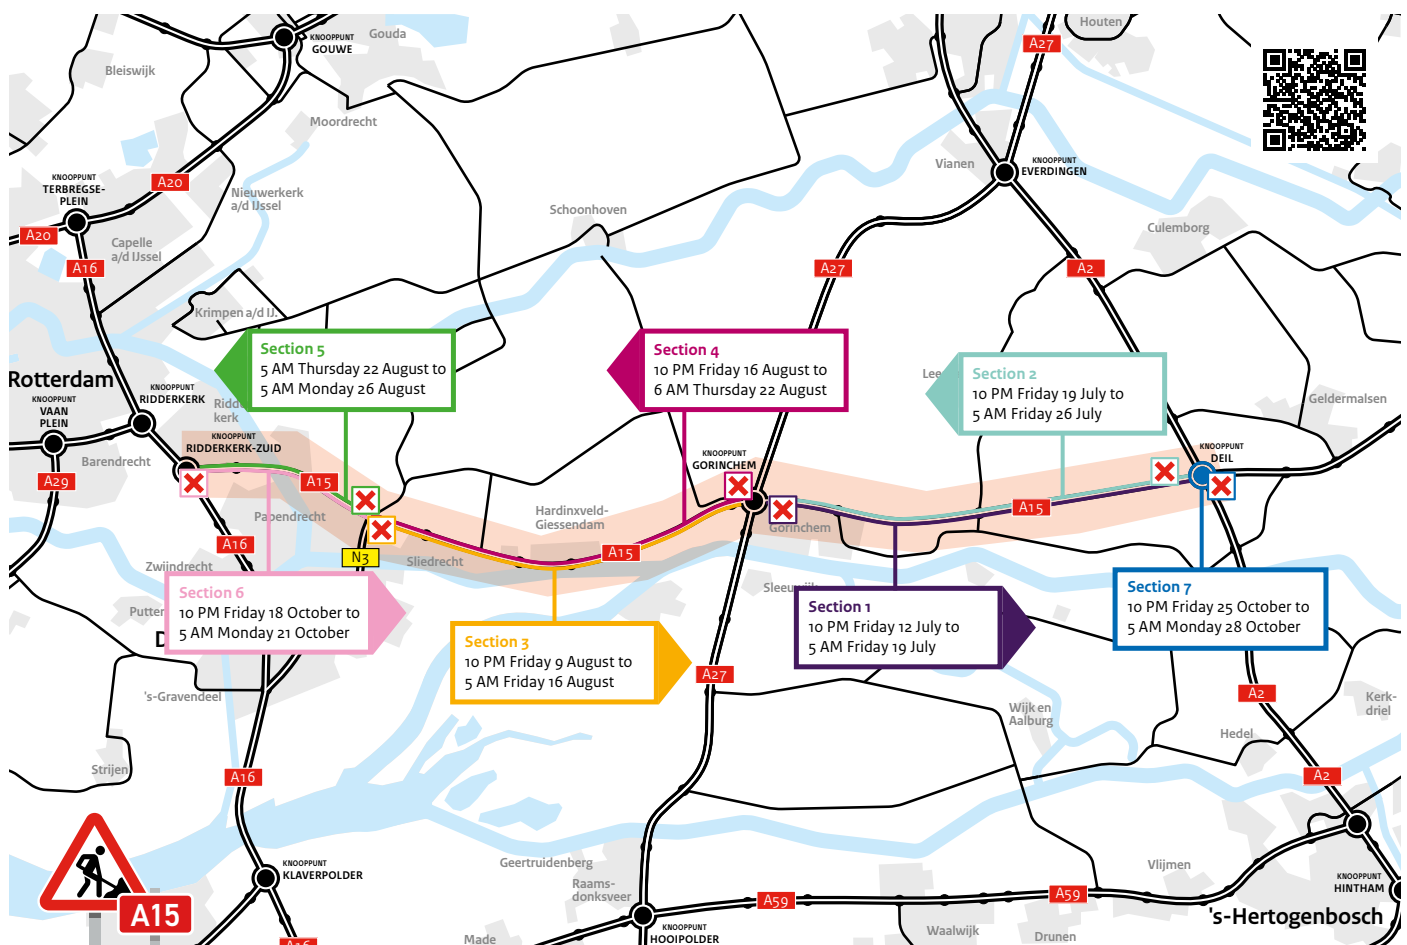 Houten
A27
KNOOPPUNT
GOUWE
Gouda
Bleiswijk
Moordrecht
Vianen
KNOOPPUNT
EVERDINGEN
KNOOPPUNT
TERBREGSE-
PLEIN
A20
Nieuwerkerk
a/d IJssel
Schoonhoven
Culemborg
A20
Capelle
a/d IJssel
A16
A27
A2
Krimpen a/d IJ.
Section 5
5 AM Thursday 22 August to
5 AM Monday 26 August
Section 4
10 PM Friday 16 August to
6 AM Thursday 22 August
Section 2
10 PM Friday 19 July to
5 AM Friday 26 July
Rotterdam
KNOOPPUNT
RIDDERKERK
KNOOPPUNT
VAAN
PLEIN
kerk
Geldermalsen
KNOOPPUNT
RIDDERKERK-ZUID
KNOOPPUNT
GORINCHEM
KNOOPPUNT
DEIL
Barendrecht
A29
A15
Papendrecht
Hardinxveld-
Giessendam
Gorinchem
A15
A16
N3
Sliedrecht
A15
Zwijndrecht
Section 6
10 PM Friday 18 October to
5 AM Monday 21 October
Section 3
10 PM Friday 9 August to
5 AM Friday 16 August
Section 1
10 PM Friday 12 July to
5 AM Friday 19 July
Section 7
10 PM Friday 25 October to
5 AM Monday 28 October
A27
's-Gravendeel
A2
Kerk-
driel
Wijk en
Aalburg
Hedel
Strijen
A16
A2
KNOOPPUNT
KLAVERPOLDER
Geertruidenberg
Raams-
donksveer
Vlijmen
KNOOPPUNT
HINTHAM
A59
A59
A15
's-Hertogenbosch
KNOOPPUNT
HOOIPOLDER
Made
Waalwijk
Drunen